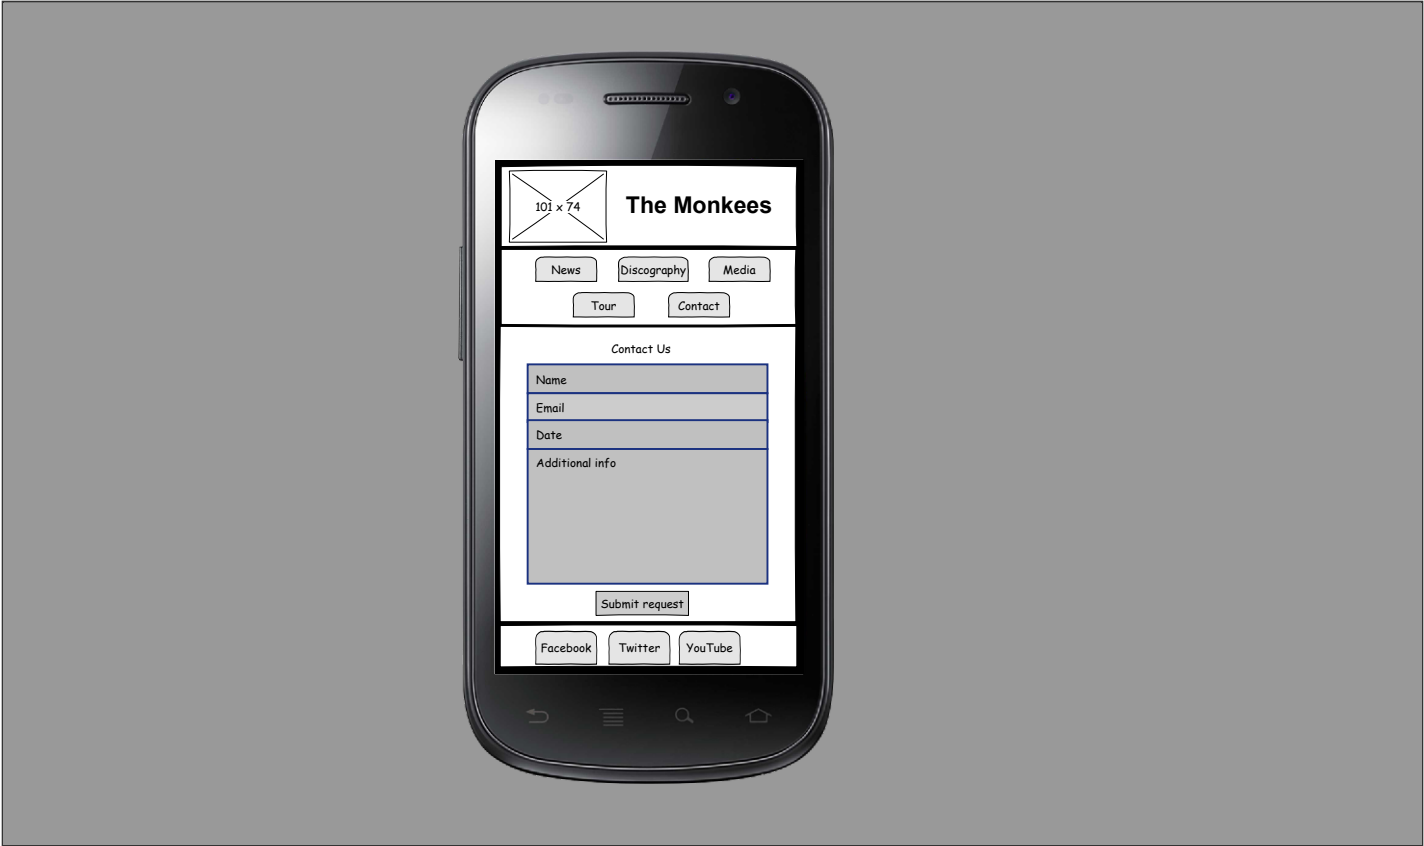 101 x 74
The Monkees
News Discography Media
Tour Contact
Contact Us
Name
Email
Date
Additional info
Submit request
Facebook Twitter YouTube